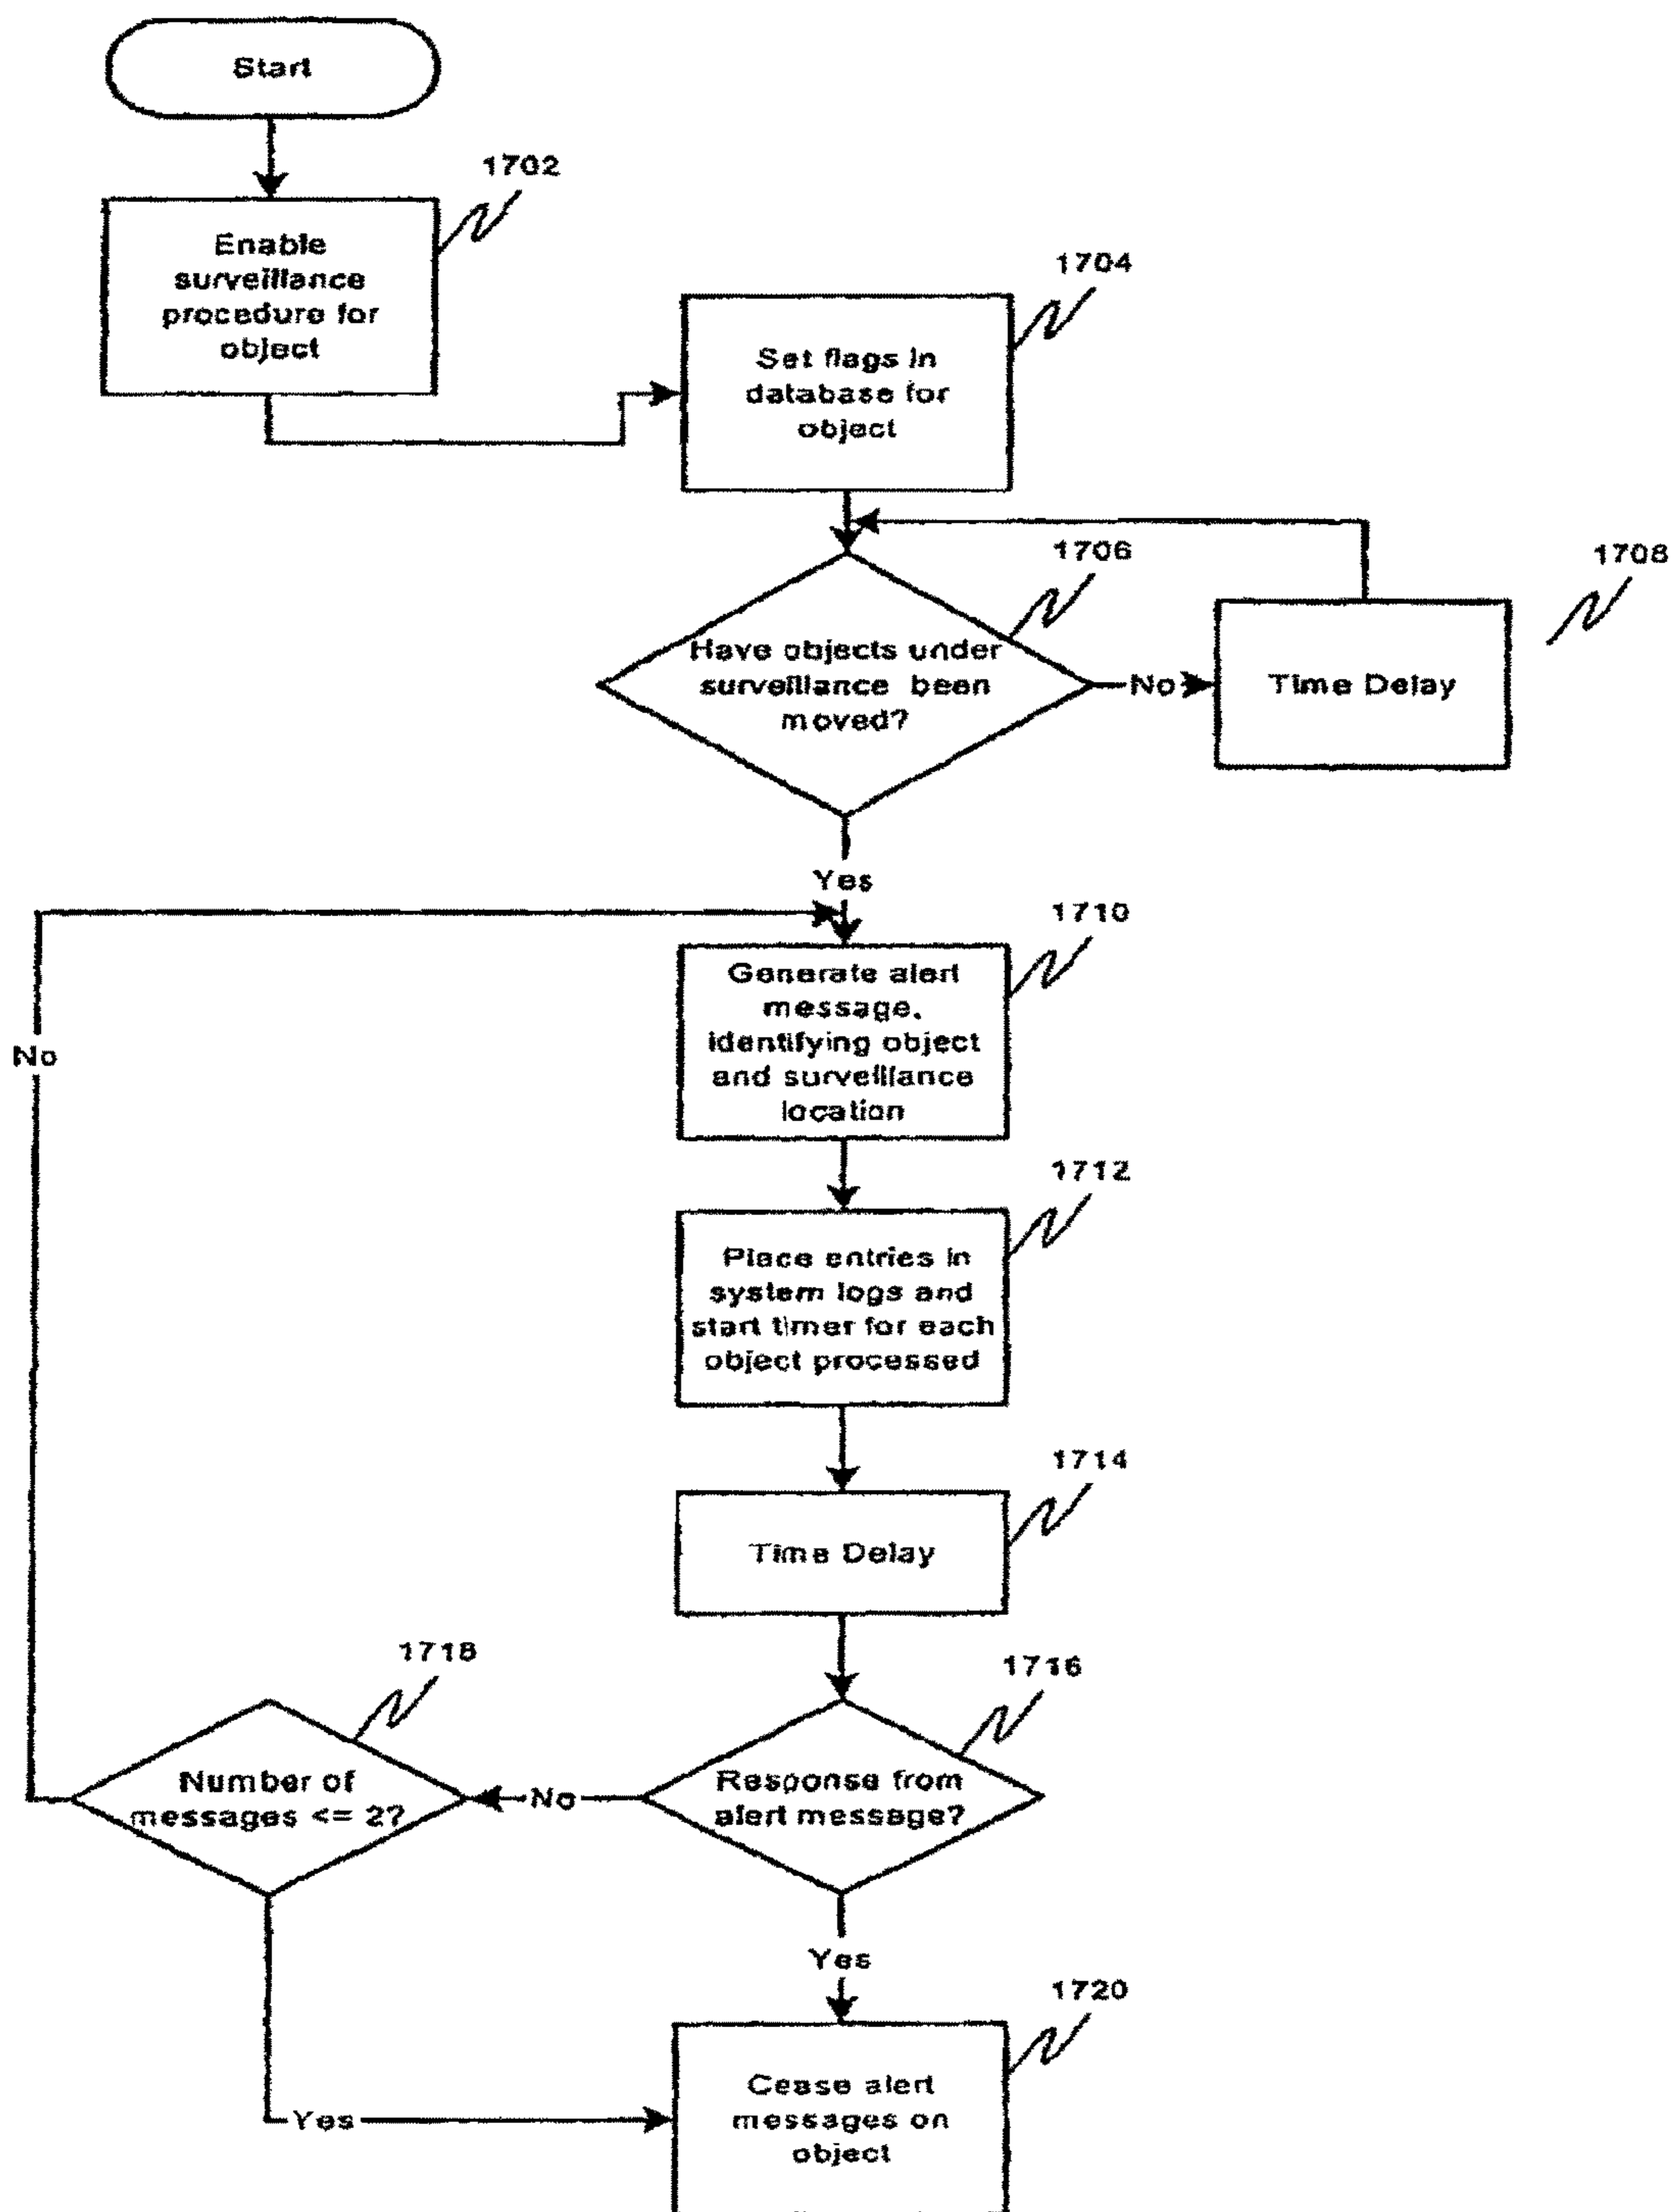 Start
1702
Enable
surveillance
procedure for
object
1704
Set flags in
database for
object
1706
1708
Have objects under
surveillance been
moved?
No
Time Delay
Yes
1710
Generate alert
message,
identifying object
and surveillance
location
No
1712
Place entries in
system logs and
start timer for each
object processed
1714
Time Delay
1718
1716
Number of
messages <= 2?
No
Response from
alert message?
Yes
1720
Cease alert
messages on
object
Yes